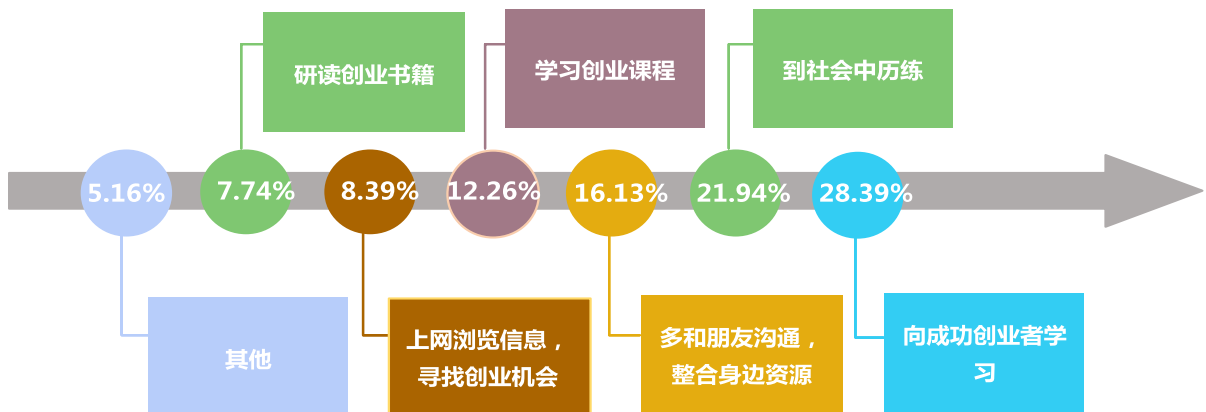 研读创业书籍
学习创业课程
到社会中历练
5.16%
7.74%
8.39%
12.26%
16.13%
21.94%
28.39%
其他
上网浏览信息，
寻找创业机会
多和朋友沟通，
整合身边资源
向成功创业者学
习